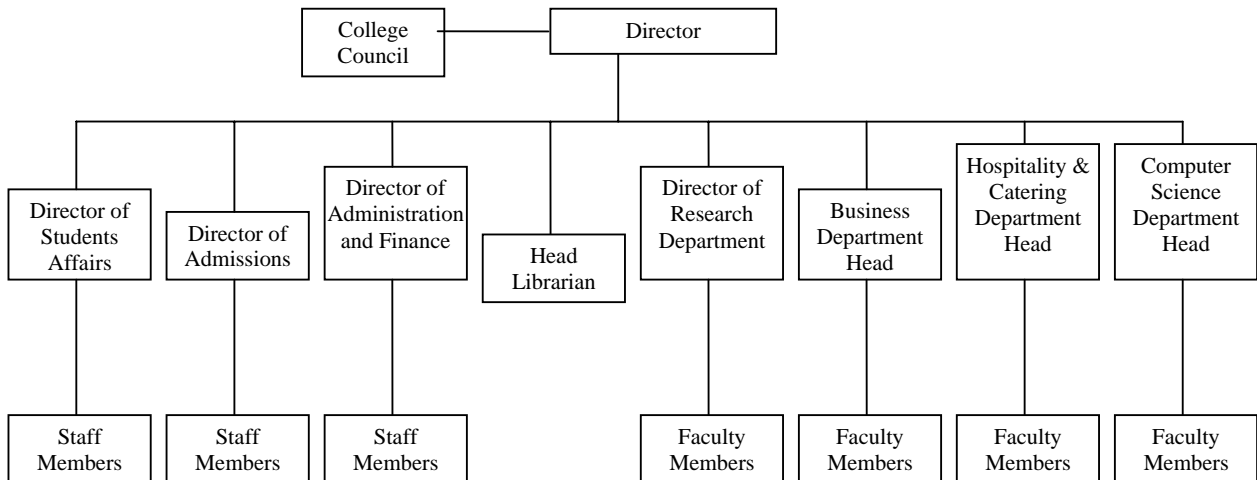 College
Council
Director
Director of
Students
Affairs
Director of
Admissions
Director of
Administration
and Finance
Head
Librarian
Director of
Research
Department
Business
Department
Head
Hospitality &
Catering
Department
Head
Computer
Science
Department
Head
Staff
Members
Staff
Members
Staff
Members
Faculty
Members
Faculty
Members
Faculty
Members
Faculty
Members